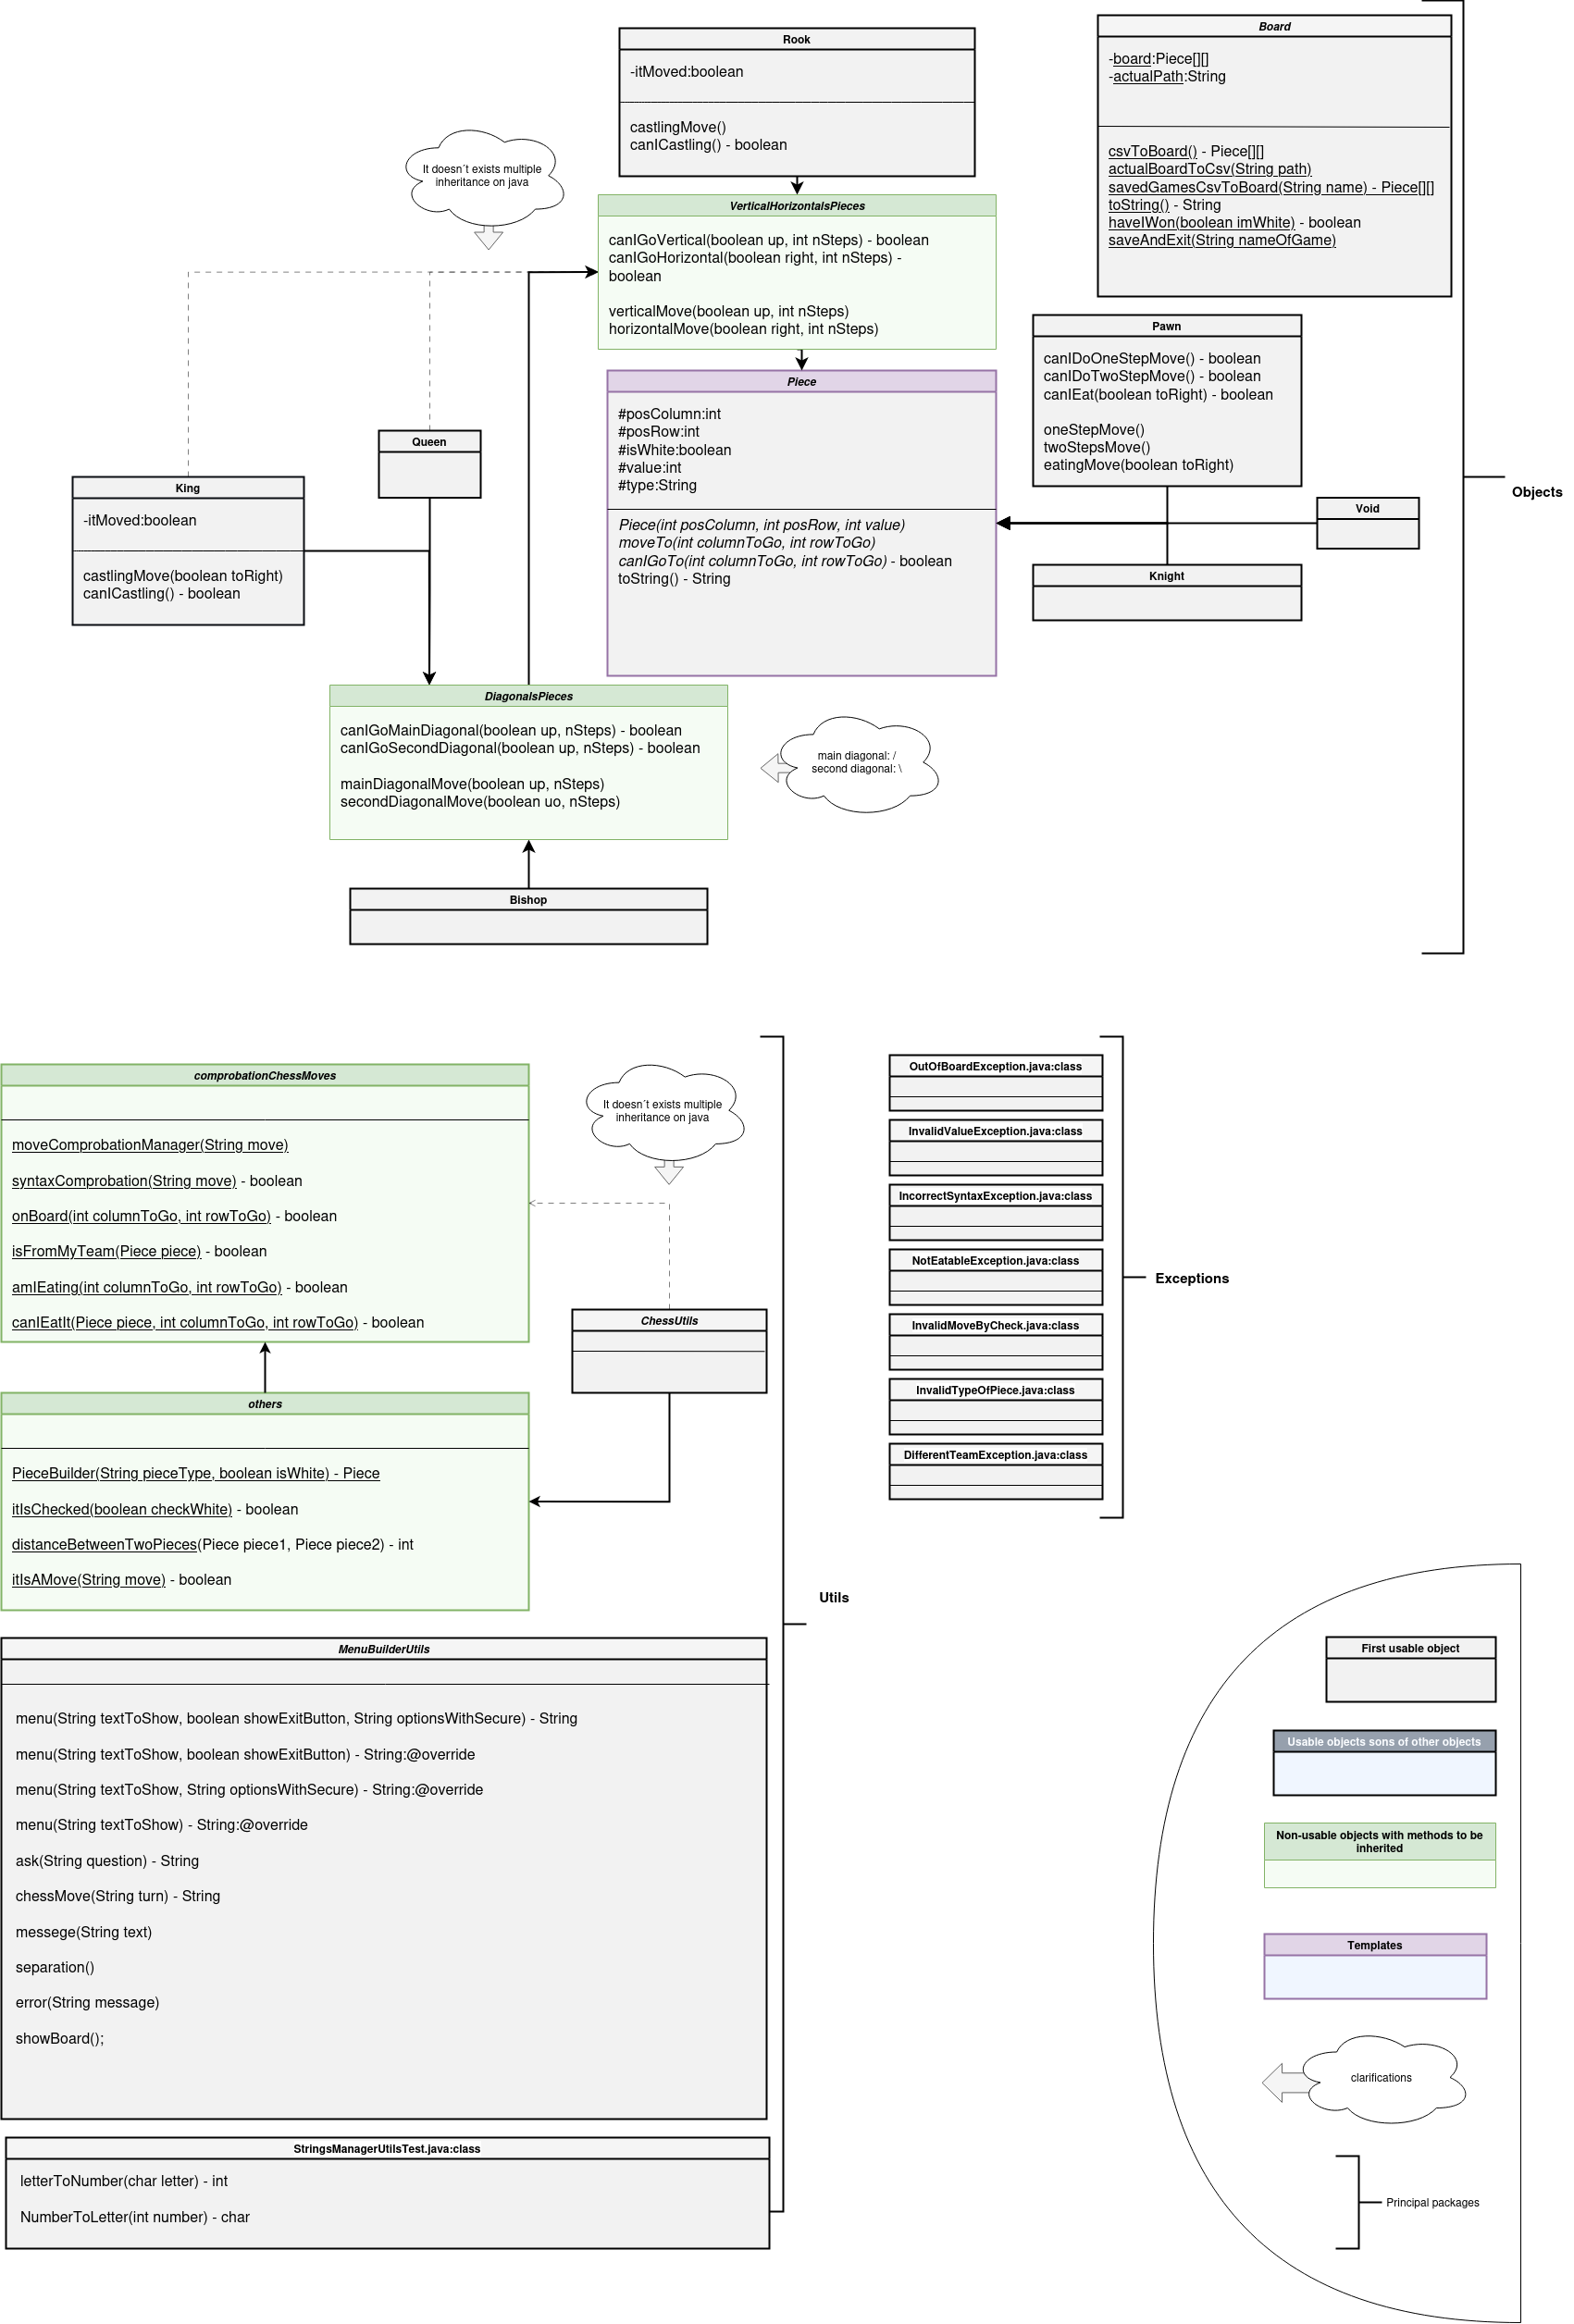 Rook
-itMoved:boolean
castlingMove()
canICastling() - boolean
Board
-board:Piece[][]
-actualPath:String
csvToBoard() - Piece[][]
actualBoardToCsv(String path)
savedGamesCsvToBoard(String name) - Piece[][]
toString() - String
haveIWon(boolean imWhite) - boolean
saveAndExit(String nameOfGame)
It doesn´t exists multiple
inheritance on java
VerticalHorizontalsPieces
canIGoVertical(boolean up, int nSteps) - boolean
canIGoHorizontal(boolean right, int nSteps) -
boolean
verticalMove(boolean up, int nSteps)
horizontalMove(boolean right, int nSteps)
Pawn
canIDoOneStepMove() - boolean
canIDoTwoStepMove() - boolean
canIEat(boolean toRight) - boolean
oneStepMove()
twoStepsMove()
eatingMove(boolean toRight)
Piece
#posColumn:int
#posRow:int
#isWhite:boolean
#value:int
#type:String
Piece(int posColumn, int posRow, int value)
moveTo(int columnToGo, int rowToGo)
canIGoTo(int columnToGo, int rowToGo) - boolean
toString() - String
Queen
King
-itMoved:boolean
castlingMove(boolean toRight)
canICastling() - boolean
Void
Objects
Knight
DiagonalsPieces
canIGoMainDiagonal(boolean up, nSteps) - boolean
canIGoSecondDiagonal(boolean up, nSteps) - boolean
mainDiagonalMove(boolean up, nSteps)
secondDiagonalMove(boolean uo, nSteps)
main diagonal: /
second diagonal: \
Bishop
comprobationChessMoves
moveComprobationManager(String move)
syntaxComprobation(String move) - boolean
onBoard(int columnToGo, int rowToGo) - boolean
isFromMyTeam(Piece piece) - boolean
amIEating(int columnToGo, int rowToGo) - boolean
canIEatIt(Piece piece, int columnToGo, int rowToGo) - boolean
It doesn´t exists multiple
inheritance on java
ChessUtils
others
PieceBuilder(String pieceType, boolean isWhite) - Piece
itIsChecked(boolean checkWhite) - boolean
distanceBetweenTwoPieces(Piece piece1, Piece piece2) - int
itIsAMove(String move) - boolean
OutOfBoardException.java:class
InvalidValueException.java:class
IncorrectSyntaxException.java:class
NotEatableException.java:class
InvalidMoveByCheck.java:class
InvalidTypeOfPiece.java:class
DifferentTeamException.java:class
Exceptions
Utils
MenuBuilderUtils
menu(String textToShow, boolean showExitButton, String optionsWithSecure) - String
menu(String textToShow, boolean showExitButton) - String:@override
menu(String textToShow, String optionsWithSecure) - String:@override
menu(String textToShow) - String:@override
ask(String question) - String
chessMove(String turn) - String
messege(String text)
separation()
error(String message)
showBoard();
StringsManagerUtilsTest.java:class
letterToNumber(char letter) - int
NumberToLetter(int number) - char
First usable object
Usable objects sons of other objects
Non-usable objects with methods to be
inherited
Templates
clarifications
Principal packages